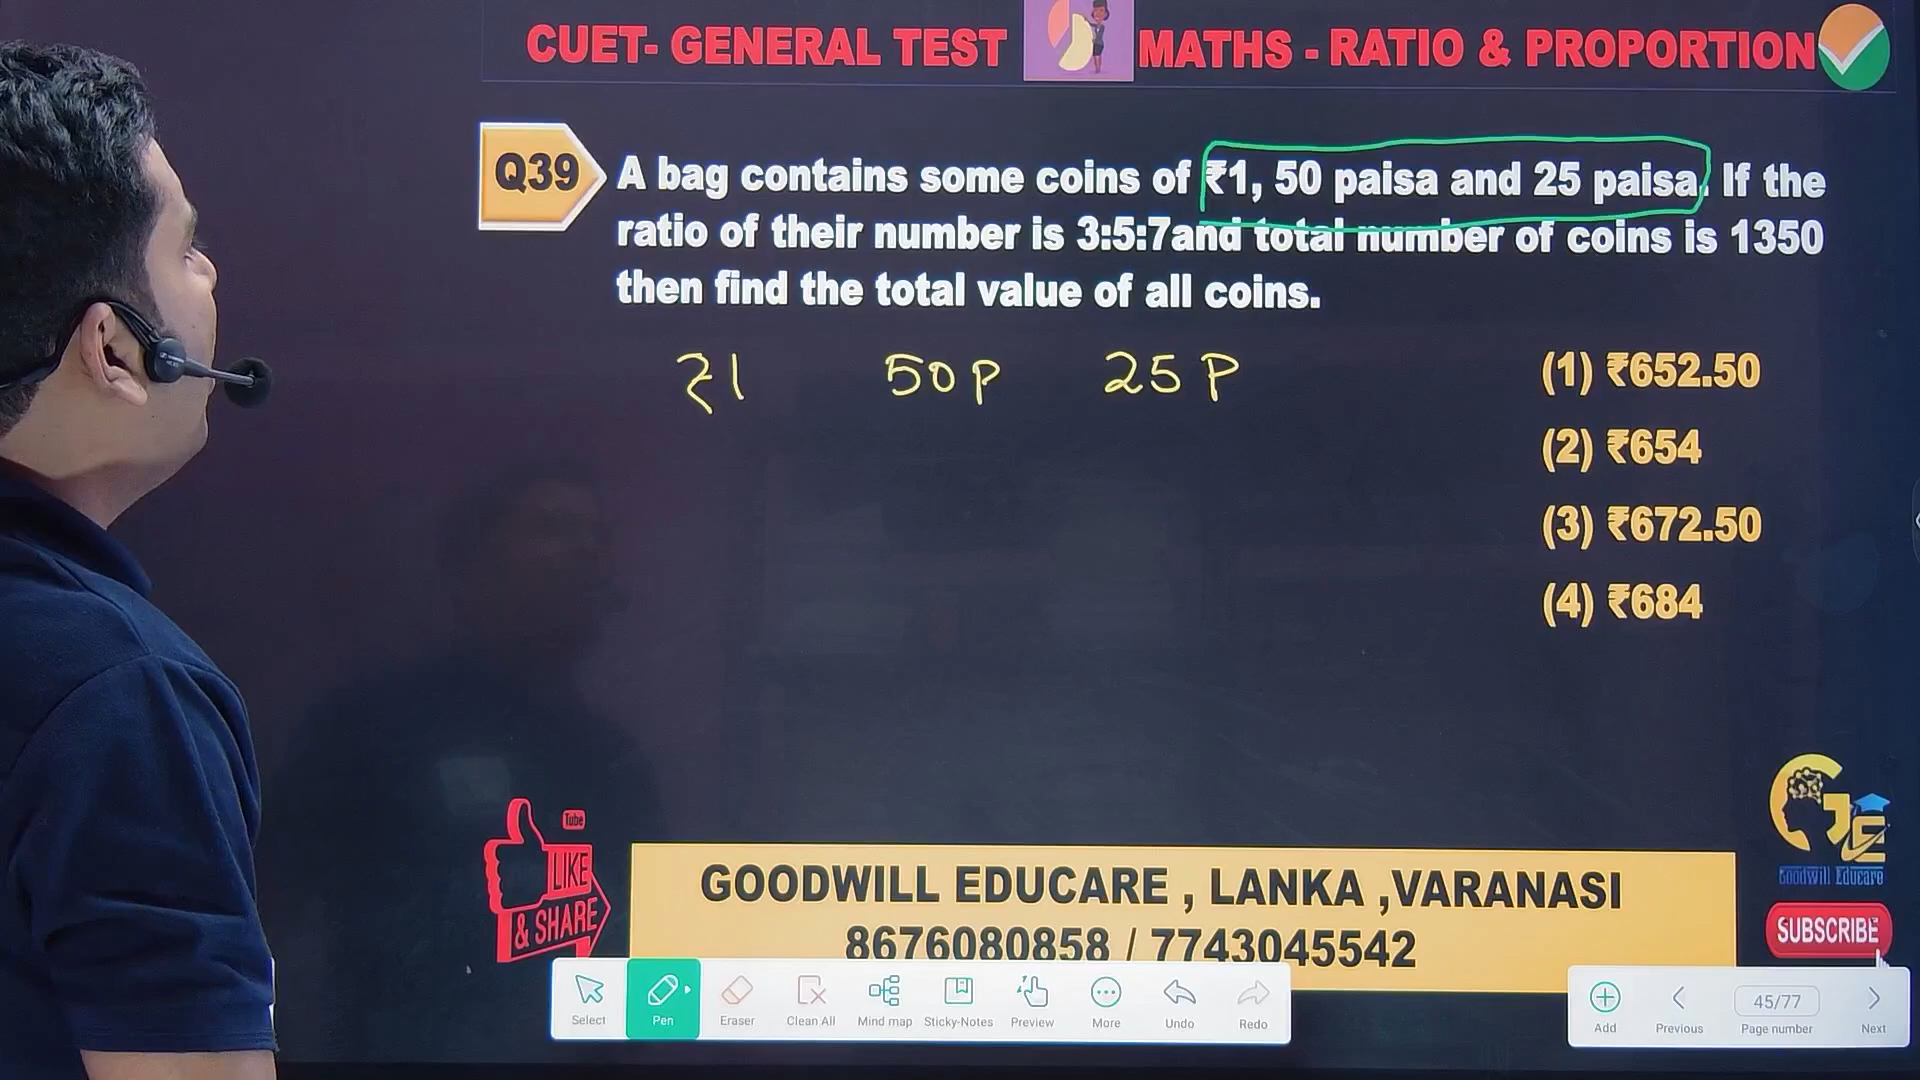 CUET- GENERAL TEST MATHS - RATIO & PROPORTION
Q39 A bag contains some coins of ₹1, 50 paisa and 25 paisa. If the
ratio of their number is 3:5:7and total number of coins is 1350
then find the total value of all coins.
₹1 50p 25P
(1) ₹652.50
(2) ₹654
(3) ₹672.50
(4) ₹684
Tube
LIKE
& SHARE
GOODWILL EDUCARE , LANKA ,VARANASI
8676080858 / 7743045542
GE
Goodwill Educare
SUBSCRIBE
Select Pen Eraser Clean All Mind map Sticky-Notes Preview More Undo Redo
45/77
Add Previous Page number Next